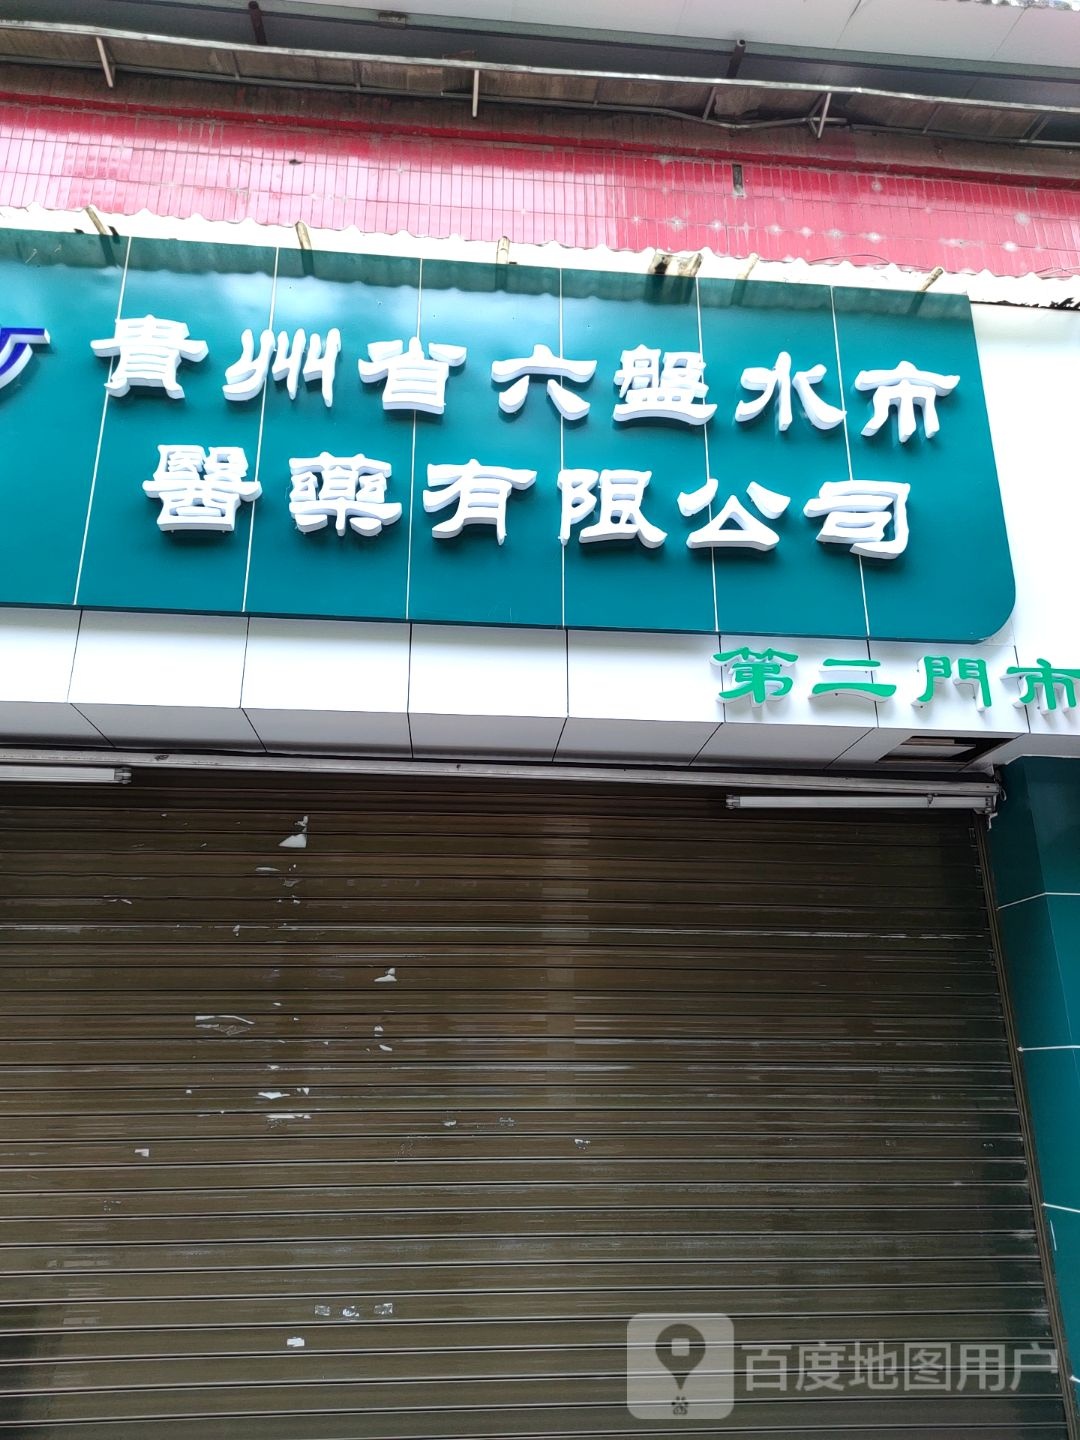 貴州省六盤水市
醫藥有限公司
第二門市
百度地图用户